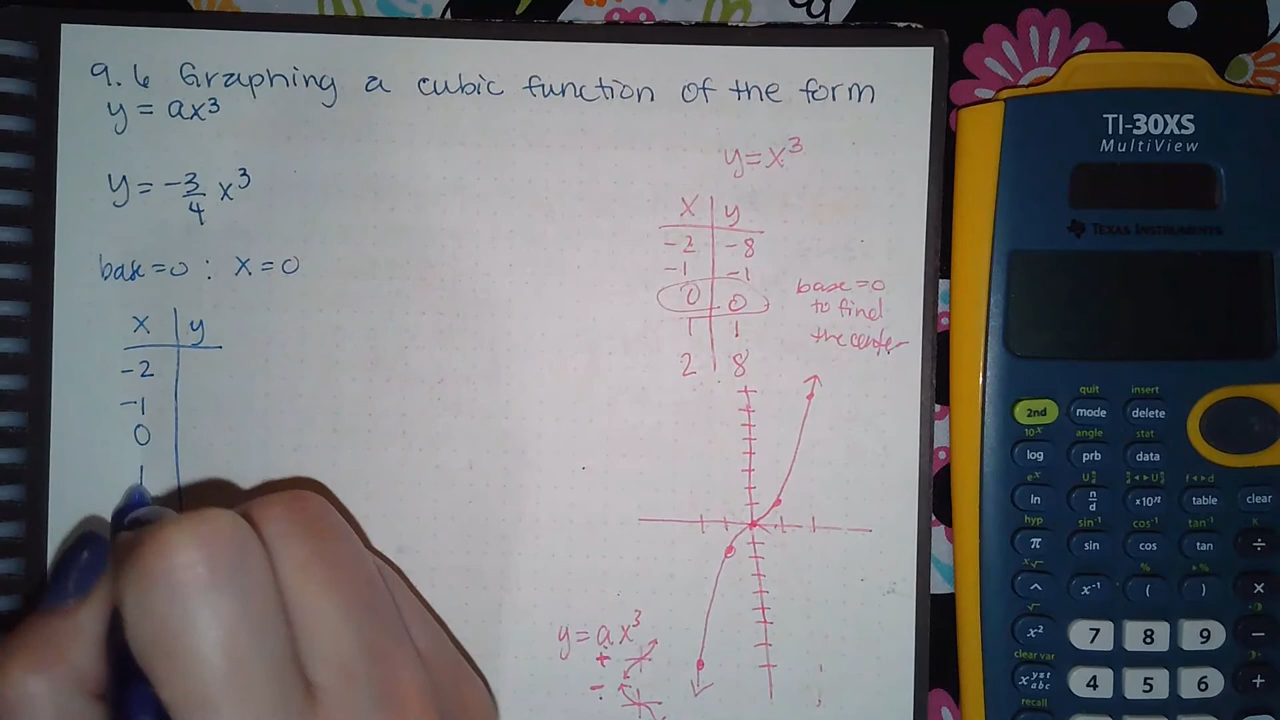 9.6 Graphing a cubic function of the form
y = ax³
y = -3/4 x³
base = 0 : x = 0
x | y
-2
-1
0
1
y = x³
x | y
-2 | -8
-1 | -1
0 | 0
1 | 1
2 | 8
base = 0
to find
the center
y = ax³
+
-
TI-30XS
MultiView
TEXAS INSTRUMENTS
quit insert
2nd mode delete
10ˣ angle stat
log prb data
eˣ
ln n/d ×10ⁿ table clear
hyp sin⁻¹ cos⁻¹ tan⁻¹ K
π sin cos tan ÷
%
^ x⁻¹ ( ) ×
√
x² 7 8 9 −
clear var
xyzt abc 4 5 6 +
recall